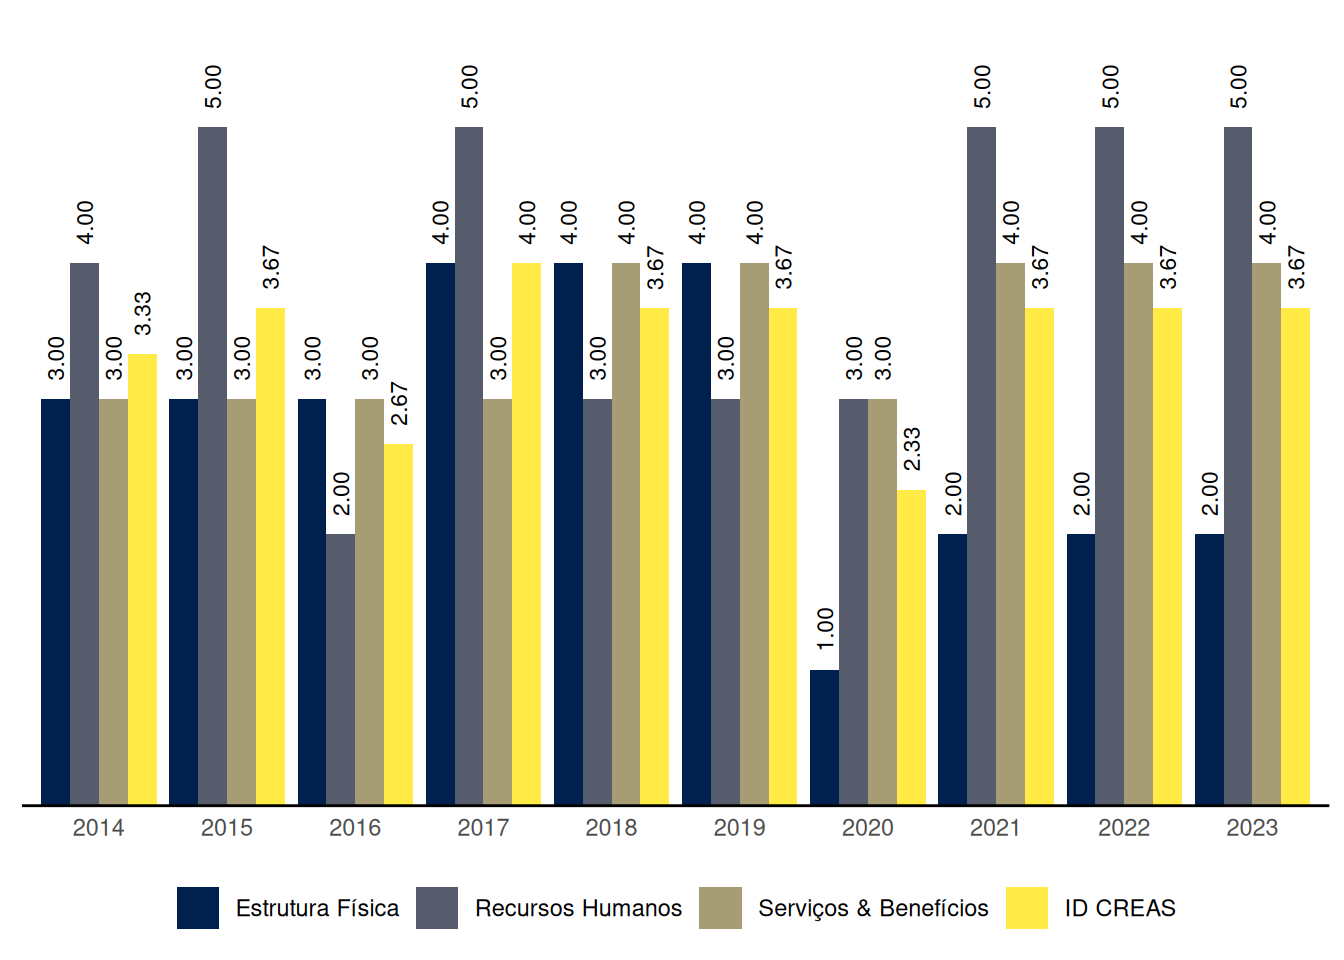 5.00 5.00 5.00 5.00 5.00
4.00 4.00 4.00 4.00 4.00 4.00 4.00 4.00 4.00 4.00
3.67 3.67 3.67 3.67 3.67 3.67
3.33
3.00 3.00 3.00 3.00 3.00 3.00 3.00 3.00 3.00 3.00 3.00
2.67
2.33
2.00 2.00 2.00 2.00
1.00
2014 2015 2016 2017 2018 2019 2020 2021 2022 2023
Estrutura Física Recursos Humanos Serviços & Benefícios ID CREAS